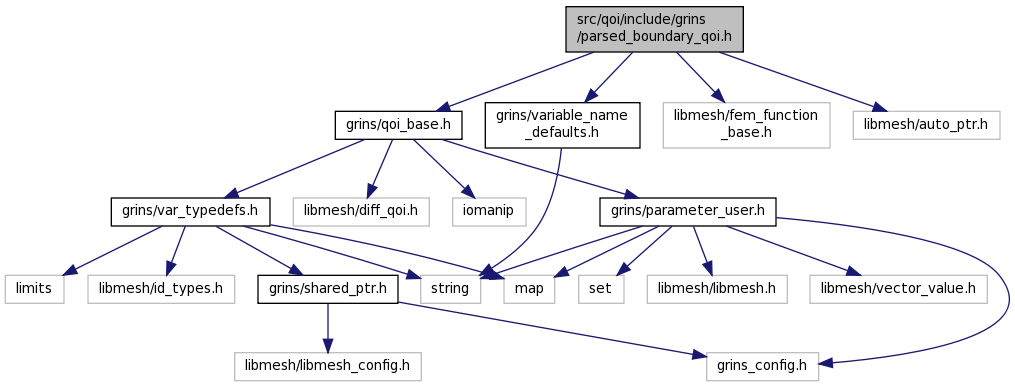 src/qoi/include/grins
/parsed_boundary_qoi.h
grins/qoi_base.h
grins/variable_name
_defaults.h
libmesh/fem_function
_base.h
libmesh/auto_ptr.h
grins/var_typedefs.h
libmesh/diff_qoi.h
iomanip
grins/parameter_user.h
limits
libmesh/id_types.h
grins/shared_ptr.h
string
map
set
libmesh/libmesh.h
libmesh/vector_value.h
libmesh/libmesh_config.h
grins_config.h